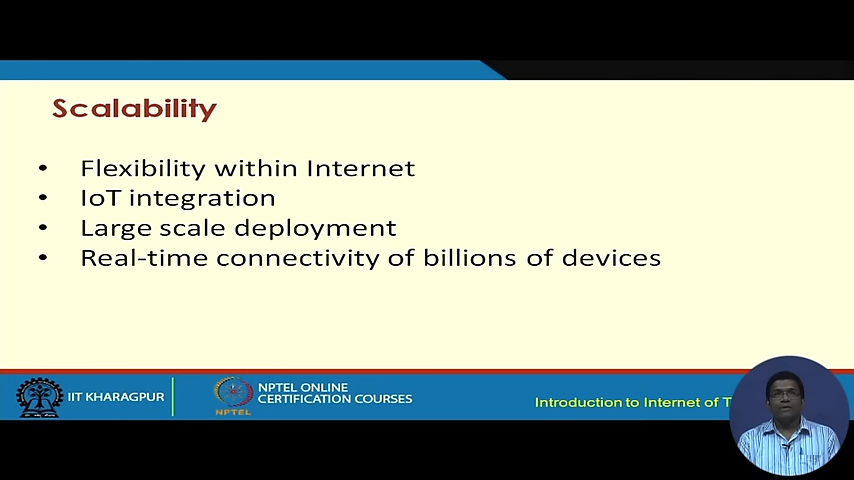 Scalability
• Flexibility within Internet
• IoT integration
• Large scale deployment
• Real-time connectivity of billions of devices
IIT KHARAGPUR
NPTEL ONLINE
CERTIFICATION COURSES
NPTEL
Introduction to Internet of T